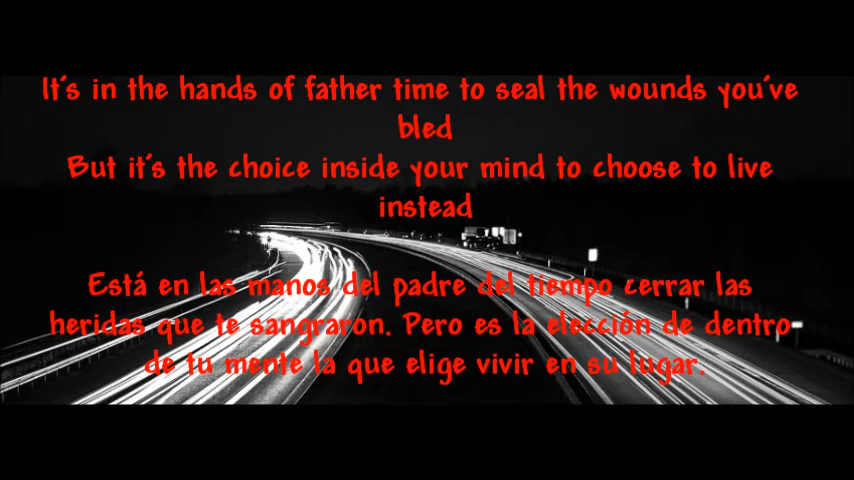 It's in the hands of father time to seal the wounds you've
bled
But it's the choice inside your mind to choose to live
instead
Está en las manos del padre del tiempo cerrar las
heridas que te sangraron. Pero es la elección de dentro
de tu mente la que elige vivir en su lugar.